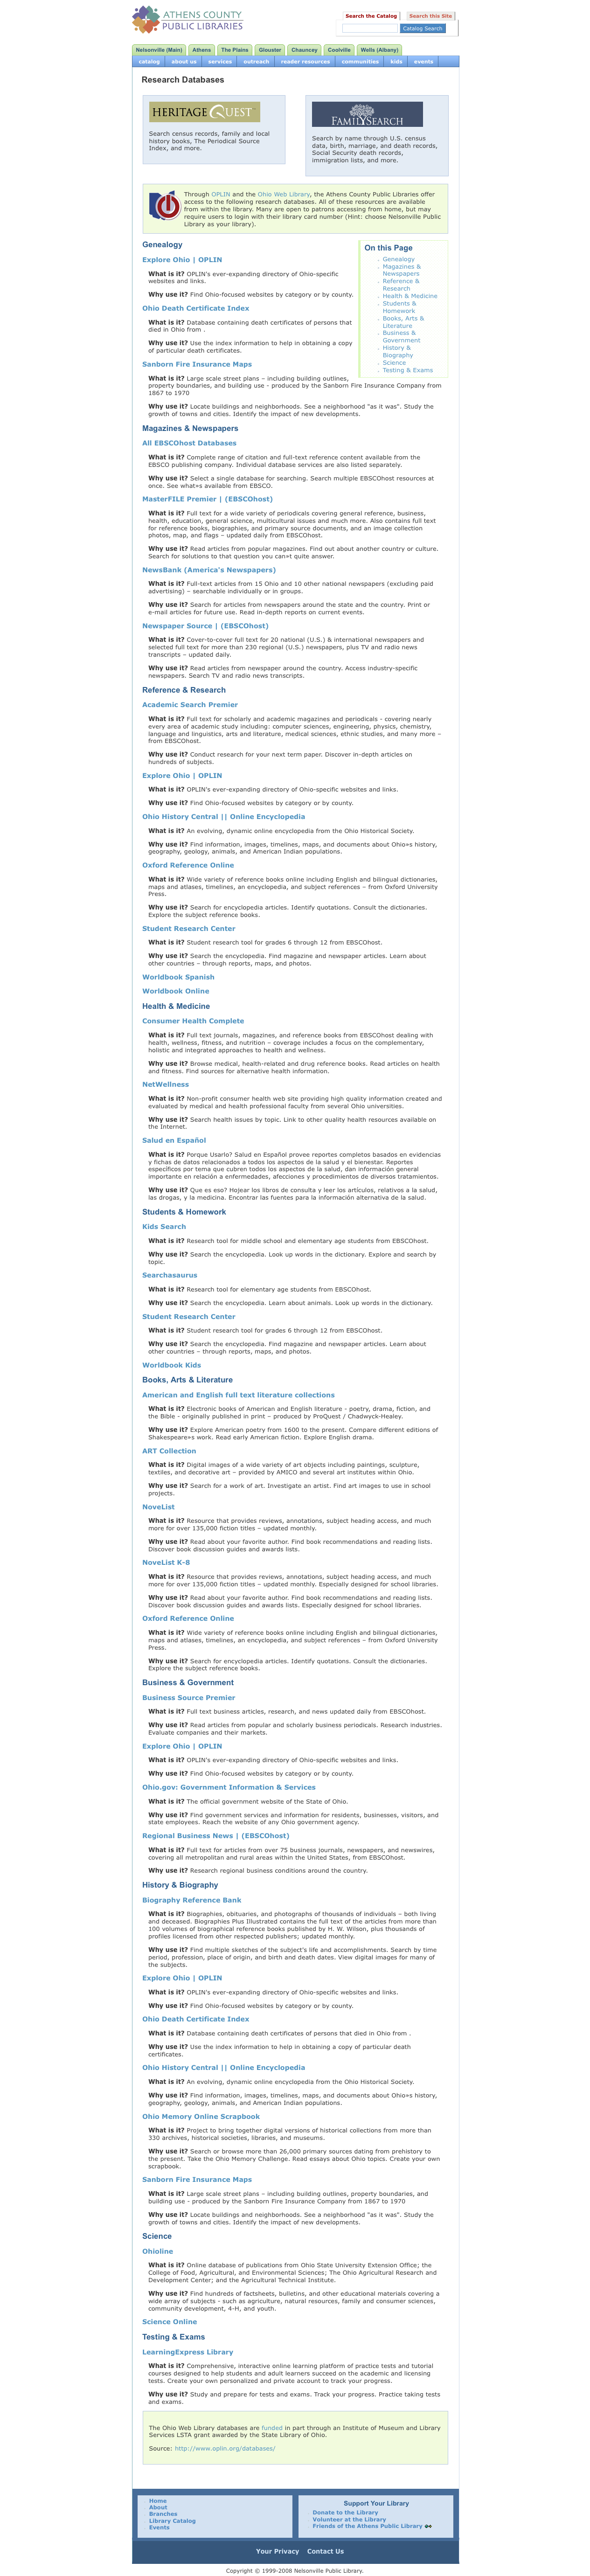 ATHENS COUNTY
PUBLIC LIBRARIES
Search the Catalog
Search this Site
Catalog Search
Nelsonville (Main)
Athens
The Plains
Glouster
Chauncey
Coolville
Wells (Albany)
catalog
about us
services
outreach
reader resources
communities
kids
events
Research Databases
HERITAGE QUEST
Search census records, family and local
history books, The Periodical Source
Index, and more.
FAMILYSEARCH
Search by name through U.S. census
data, birth, marriage, and death records,
Social Security death records,
immigration lists, and more.
Through OPLIN and the Ohio Web Library, the Athens County Public Libraries offer
access to the following research databases. All of these resources are available
from within the library. Many are open to patrons accessing from home, but may
require users to login with their library card number (Hint: choose Nelsonville Public
Library as your library).
On this Page
Genealogy
Magazines &
Newspapers
Reference &
Research
Health & Medicine
Students &
Homework
Books, Arts &
Literature
Business &
Government
History &
Biography
Science
Testing & Exams
Genealogy
Explore Ohio | OPLIN
What is it? OPLIN's ever-expanding directory of Ohio-specific
websites and links.
Why use it? Find Ohio-focused websites by category or by county.
Ohio Death Certificate Index
What is it? Database containing death certificates of persons that
died in Ohio from .
Why use it? Use the index information to help in obtaining a copy
of particular death certificates.
Sanborn Fire Insurance Maps
What is it? Large scale street plans – including building outlines,
property boundaries, and building use - produced by the Sanborn Fire Insurance Company from
1867 to 1970
Why use it? Locate buildings and neighborhoods. See a neighborhood "as it was". Study the
growth of towns and cities. Identify the impact of new developments.
Magazines & Newspapers
All EBSCOhost Databases
What is it? Complete range of citation and full-text reference content available from the
EBSCO publishing company. Individual database services are also listed separately.
Why use it? Select a single database for searching. Search multiple EBSCOhost resources at
once. See what¤s available from EBSCO.
MasterFILE Premier | (EBSCOhost)
What is it? Full text for a wide variety of periodicals covering general reference, business,
health, education, general science, multicultural issues and much more. Also contains full text
for reference books, biographies, and primary source documents, and an image collection
photos, map, and flags – updated daily from EBSCOhost.
Why use it? Read articles from popular magazines. Find out about another country or culture.
Search for solutions to that question you can¤t quite answer.
NewsBank (America's Newspapers)
What is it? Full-text articles from 15 Ohio and 10 other national newspapers (excluding paid
advertising) – searchable individually or in groups.
Why use it? Search for articles from newspapers around the state and the country. Print or
e-mail articles for future use. Read in-depth reports on current events.
Newspaper Source | (EBSCOhost)
What is it? Cover-to-cover full text for 20 national (U.S.) & international newspapers and
selected full text for more than 230 regional (U.S.) newspapers, plus TV and radio news
transcripts – updated daily.
Why use it? Read articles from newspaper around the county. Access industry-specific
newspapers. Search TV and radio news transcripts.
Reference & Research
Academic Search Premier
What is it? Full text for scholarly and academic magazines and periodicals - covering nearly
every area of academic study including: computer sciences, engineering, physics, chemistry,
language and linguistics, arts and literature, medical sciences, ethnic studies, and many more –
from EBSCOhost.
Why use it? Conduct research for your next term paper. Discover in-depth articles on
hundreds of subjects.
Explore Ohio | OPLIN
What is it? OPLIN's ever-expanding directory of Ohio-specific websites and links.
Why use it? Find Ohio-focused websites by category or by county.
Ohio History Central || Online Encyclopedia
What is it? An evolving, dynamic online encyclopedia from the Ohio Historical Society.
Why use it? Find information, images, timelines, maps, and documents about Ohio¤s history,
geography, geology, animals, and American Indian populations.
Oxford Reference Online
What is it? Wide variety of reference books online including English and bilingual dictionaries,
maps and atlases, timelines, an encyclopedia, and subject references – from Oxford University
Press.
Why use it? Search for encyclopedia articles. Identify quotations. Consult the dictionaries.
Explore the subject reference books.
Student Research Center
What is it? Student research tool for grades 6 through 12 from EBSCOhost.
Why use it? Search the encyclopedia. Find magazine and newspaper articles. Learn about
other countries – through reports, maps, and photos.
Worldbook Spanish
Worldbook Online
Health & Medicine
Consumer Health Complete
What is it? Full text journals, magazines, and reference books from EBSCOhost dealing with
health, wellness, fitness, and nutrition – coverage includes a focus on the complementary,
holistic and integrated approaches to health and wellness.
Why use it? Browse medical, health-related and drug reference books. Read articles on health
and fitness. Find sources for alternative health information.
NetWellness
What is it? Non-profit consumer health web site providing high quality information created and
evaluated by medical and health professional faculty from several Ohio universities.
Why use it? Search health issues by topic. Link to other quality health resources available on
the Internet.
Salud en Español
What is it? Porque Usarlo? Salud en Español provee reportes completos basados en evidencias
y fichas de datos relacionados a todos los aspectos de la salud y el bienestar. Reportes
específicos por tema que cubren todos los aspectos de la salud, dan información general
importante en relación a enfermedades, afecciones y procedimientos de diversos tratamientos.
Why use it? Que es eso? Hojear los libros de consulta y leer los artículos, relativos a la salud,
las drogas, y la medicina. Encontrar las fuentes para la información alternativa de la salud.
Students & Homework
Kids Search
What is it? Research tool for middle school and elementary age students from EBSCOhost.
Why use it? Search the encyclopedia. Look up words in the dictionary. Explore and search by
topic.
Searchasaurus
What is it? Research tool for elementary age students from EBSCOhost.
Why use it? Search the encyclopedia. Learn about animals. Look up words in the dictionary.
Student Research Center
What is it? Student research tool for grades 6 through 12 from EBSCOhost.
Why use it? Search the encyclopedia. Find magazine and newspaper articles. Learn about
other countries – through reports, maps, and photos.
Worldbook Kids
Books, Arts & Literature
American and English full text literature collections
What is it? Electronic books of American and English literature - poetry, drama, fiction, and
the Bible - originally published in print – produced by ProQuest / Chadwyck-Healey.
Why use it? Explore American poetry from 1600 to the present. Compare different editions of
Shakespeare¤s work. Read early American fiction. Explore English drama.
ART Collection
What is it? Digital images of a wide variety of art objects including paintings, sculpture,
textiles, and decorative art – provided by AMICO and several art institutes within Ohio.
Why use it? Search for a work of art. Investigate an artist. Find art images to use in school
projects.
NoveList
What is it? Resource that provides reviews, annotations, subject heading access, and much
more for over 135,000 fiction titles – updated monthly.
Why use it? Read about your favorite author. Find book recommendations and reading lists.
Discover book discussion guides and awards lists.
NoveList K-8
What is it? Resource that provides reviews, annotations, subject heading access, and much
more for over 135,000 fiction titles – updated monthly. Especially designed for school libraries.
Why use it? Read about your favorite author. Find book recommendations and reading lists.
Discover book discussion guides and awards lists. Especially designed for school libraries.
Oxford Reference Online
What is it? Wide variety of reference books online including English and bilingual dictionaries,
maps and atlases, timelines, an encyclopedia, and subject references – from Oxford University
Press.
Why use it? Search for encyclopedia articles. Identify quotations. Consult the dictionaries.
Explore the subject reference books.
Business & Government
Business Source Premier
What is it? Full text business articles, research, and news updated daily from EBSCOhost.
Why use it? Read articles from popular and scholarly business periodicals. Research industries.
Evaluate companies and their markets.
Explore Ohio | OPLIN
What is it? OPLIN's ever-expanding directory of Ohio-specific websites and links.
Why use it? Find Ohio-focused websites by category or by county.
Ohio.gov: Government Information & Services
What is it? The official government website of the State of Ohio.
Why use it? Find government services and information for residents, businesses, visitors, and
state employees. Reach the website of any Ohio government agency.
Regional Business News | (EBSCOhost)
What is it? Full text for articles from over 75 business journals, newspapers, and newswires,
covering all metropolitan and rural areas within the United States, from EBSCOhost.
Why use it? Research regional business conditions around the country.
History & Biography
Biography Reference Bank
What is it? Biographies, obituaries, and photographs of thousands of individuals – both living
and deceased. Biographies Plus Illustrated contains the full text of the articles from more than
100 volumes of biographical reference books published by H. W. Wilson, plus thousands of
profiles licensed from other respected publishers; updated monthly.
Why use it? Find multiple sketches of the subject's life and accomplishments. Search by time
period, profession, place of origin, and birth and death dates. View digital images for many of
the subjects.
Explore Ohio | OPLIN
What is it? OPLIN's ever-expanding directory of Ohio-specific websites and links.
Why use it? Find Ohio-focused websites by category or by county.
Ohio Death Certificate Index
What is it? Database containing death certificates of persons that died in Ohio from .
Why use it? Use the index information to help in obtaining a copy of particular death
certificates.
Ohio History Central || Online Encyclopedia
What is it? An evolving, dynamic online encyclopedia from the Ohio Historical Society.
Why use it? Find information, images, timelines, maps, and documents about Ohio¤s history,
geography, geology, animals, and American Indian populations.
Ohio Memory Online Scrapbook
What is it? Project to bring together digital versions of historical collections from more than
330 archives, historical societies, libraries, and museums.
Why use it? Search or browse more than 26,000 primary sources dating from prehistory to
the present. Take the Ohio Memory Challenge. Read essays about Ohio topics. Create your own
scrapbook.
Sanborn Fire Insurance Maps
What is it? Large scale street plans – including building outlines, property boundaries, and
building use - produced by the Sanborn Fire Insurance Company from 1867 to 1970
Why use it? Locate buildings and neighborhoods. See a neighborhood "as it was". Study the
growth of towns and cities. Identify the impact of new developments.
Science
Ohioline
What is it? Online database of publications from Ohio State University Extension Office; the
College of Food, Agricultural, and Environmental Sciences; The Ohio Agricultural Research and
Development Center; and the Agricultural Technical Institute.
Why use it? Find hundreds of factsheets, bulletins, and other educational materials covering a
wide array of subjects - such as agriculture, natural resources, family and consumer sciences,
community development, 4-H, and youth.
Science Online
Testing & Exams
LearningExpress Library
What is it? Comprehensive, interactive online learning platform of practice tests and tutorial
courses designed to help students and adult learners succeed on the academic and licensing
tests. Create your own personalized and private account to track your progress.
Why use it? Study and prepare for tests and exams. Track your progress. Practice taking tests
and exams.
The Ohio Web Library databases are funded in part through an Institute of Museum and Library
Services LSTA grant awarded by the State Library of Ohio.
Source: http://www.oplin.org/databases/
Home
About
Branches
Library Catalog
Events
Support Your Library
Donate to the Library
Volunteer at the Library
Friends of the Athens Public Library
Your Privacy
Contact Us
Copyright © 1999-2008 Nelsonville Public Library.